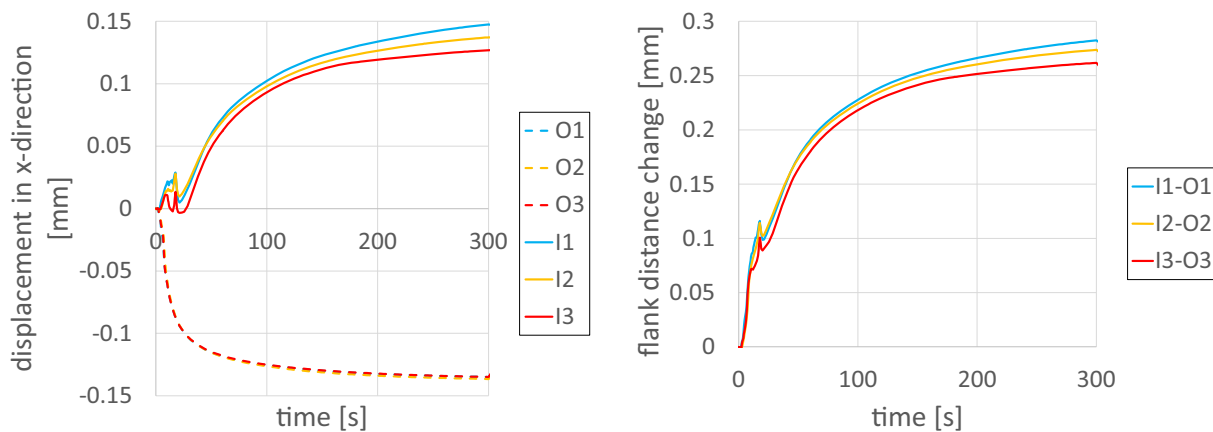 displacement in x-direction
[mm]
0.15
0.1
0.05
0
-0.05
-0.1
-0.15
0
100
200
300
time [s]
O1
O2
O3
I1
I2
I3
flank distance change [mm]
0.3
0.25
0.2
0.15
0.1
0.05
0
0
100
200
300
time [s]
I1-O1
I2-O2
I3-O3